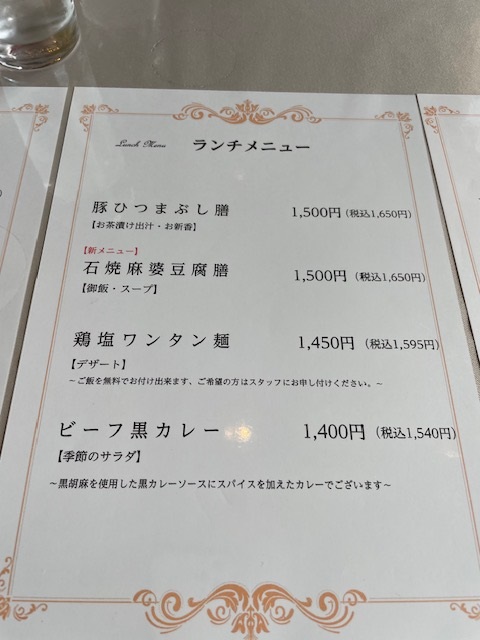 Lunch Menu ランチメニュー
豚ひつまぶし膳 1,500円(税込1,650円)
【お茶漬け出汁・お新香】
【新メニュー】
石焼麻婆豆腐膳 1,500円 (税込1,650円)
【御飯・スープ】
鶏塩ワンタン麺 1,450円 (税込1,595円)
【デザート】
～ご飯を無料でお付け出来ます、ご希望の方はスタッフにお申し付けください。～
ビーフ黒カレー 1,400円 (税込1,540円)
【季節のサラダ】
～黒胡麻を使用した黒カレーソースにスパイスを加えたカレーでございます～